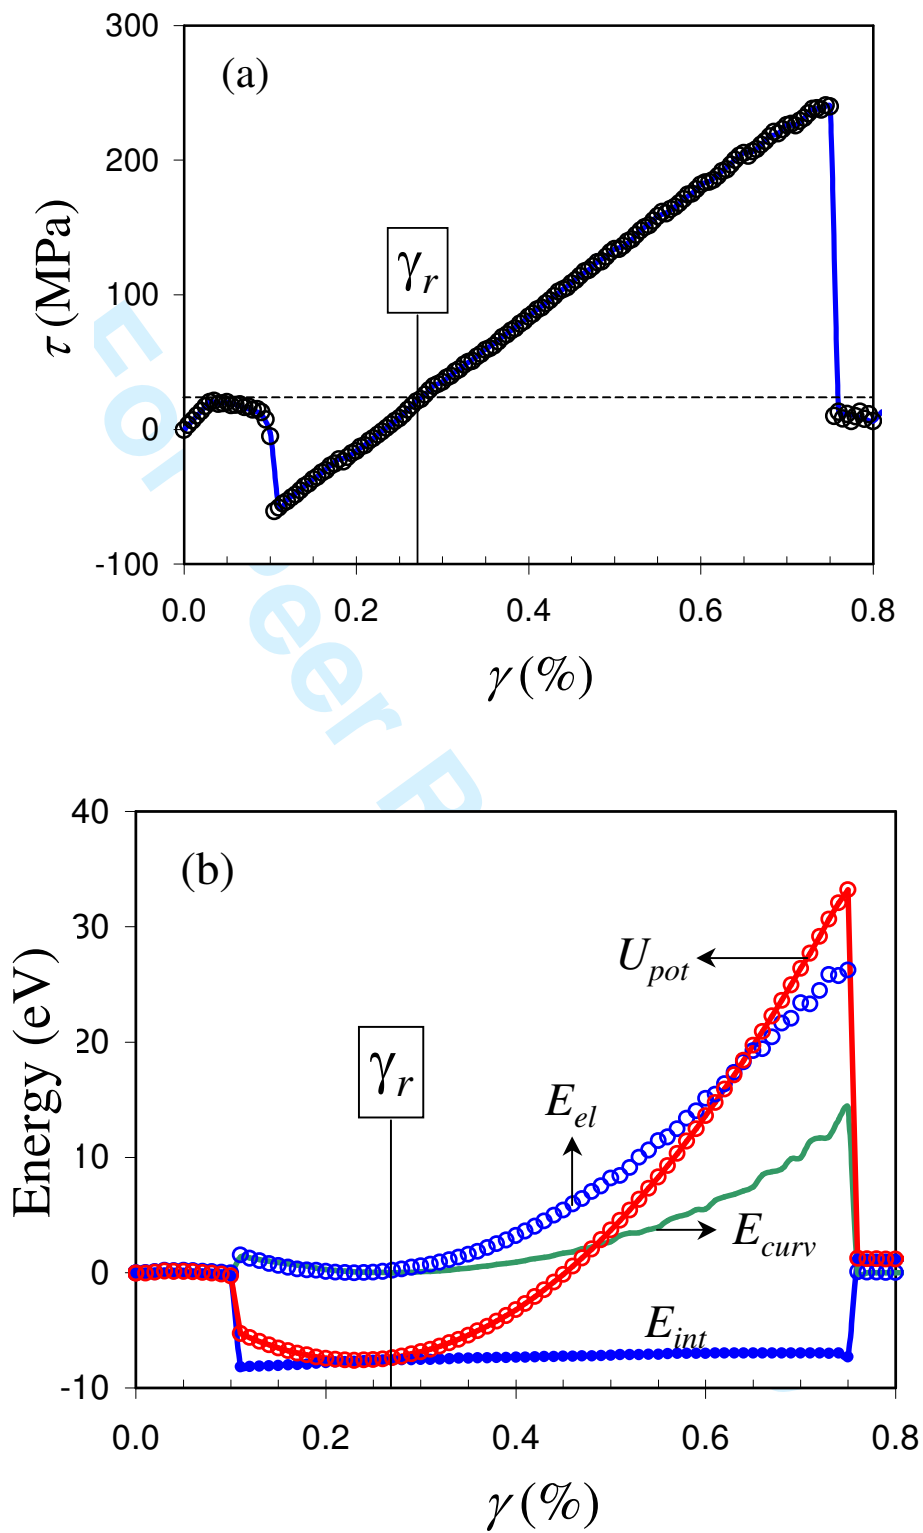 300
(a)
200
τ (MPa)
γr
100
0
-100
0.0 0.2 0.4 0.6 0.8
γ (%)
For Peer R
40
(b)
30
Upot
Energy (eV)
20
γr
Eel
10
Ecurv
0
Eint
-10
0.0 0.2 0.4 0.6 0.8
γ (%)